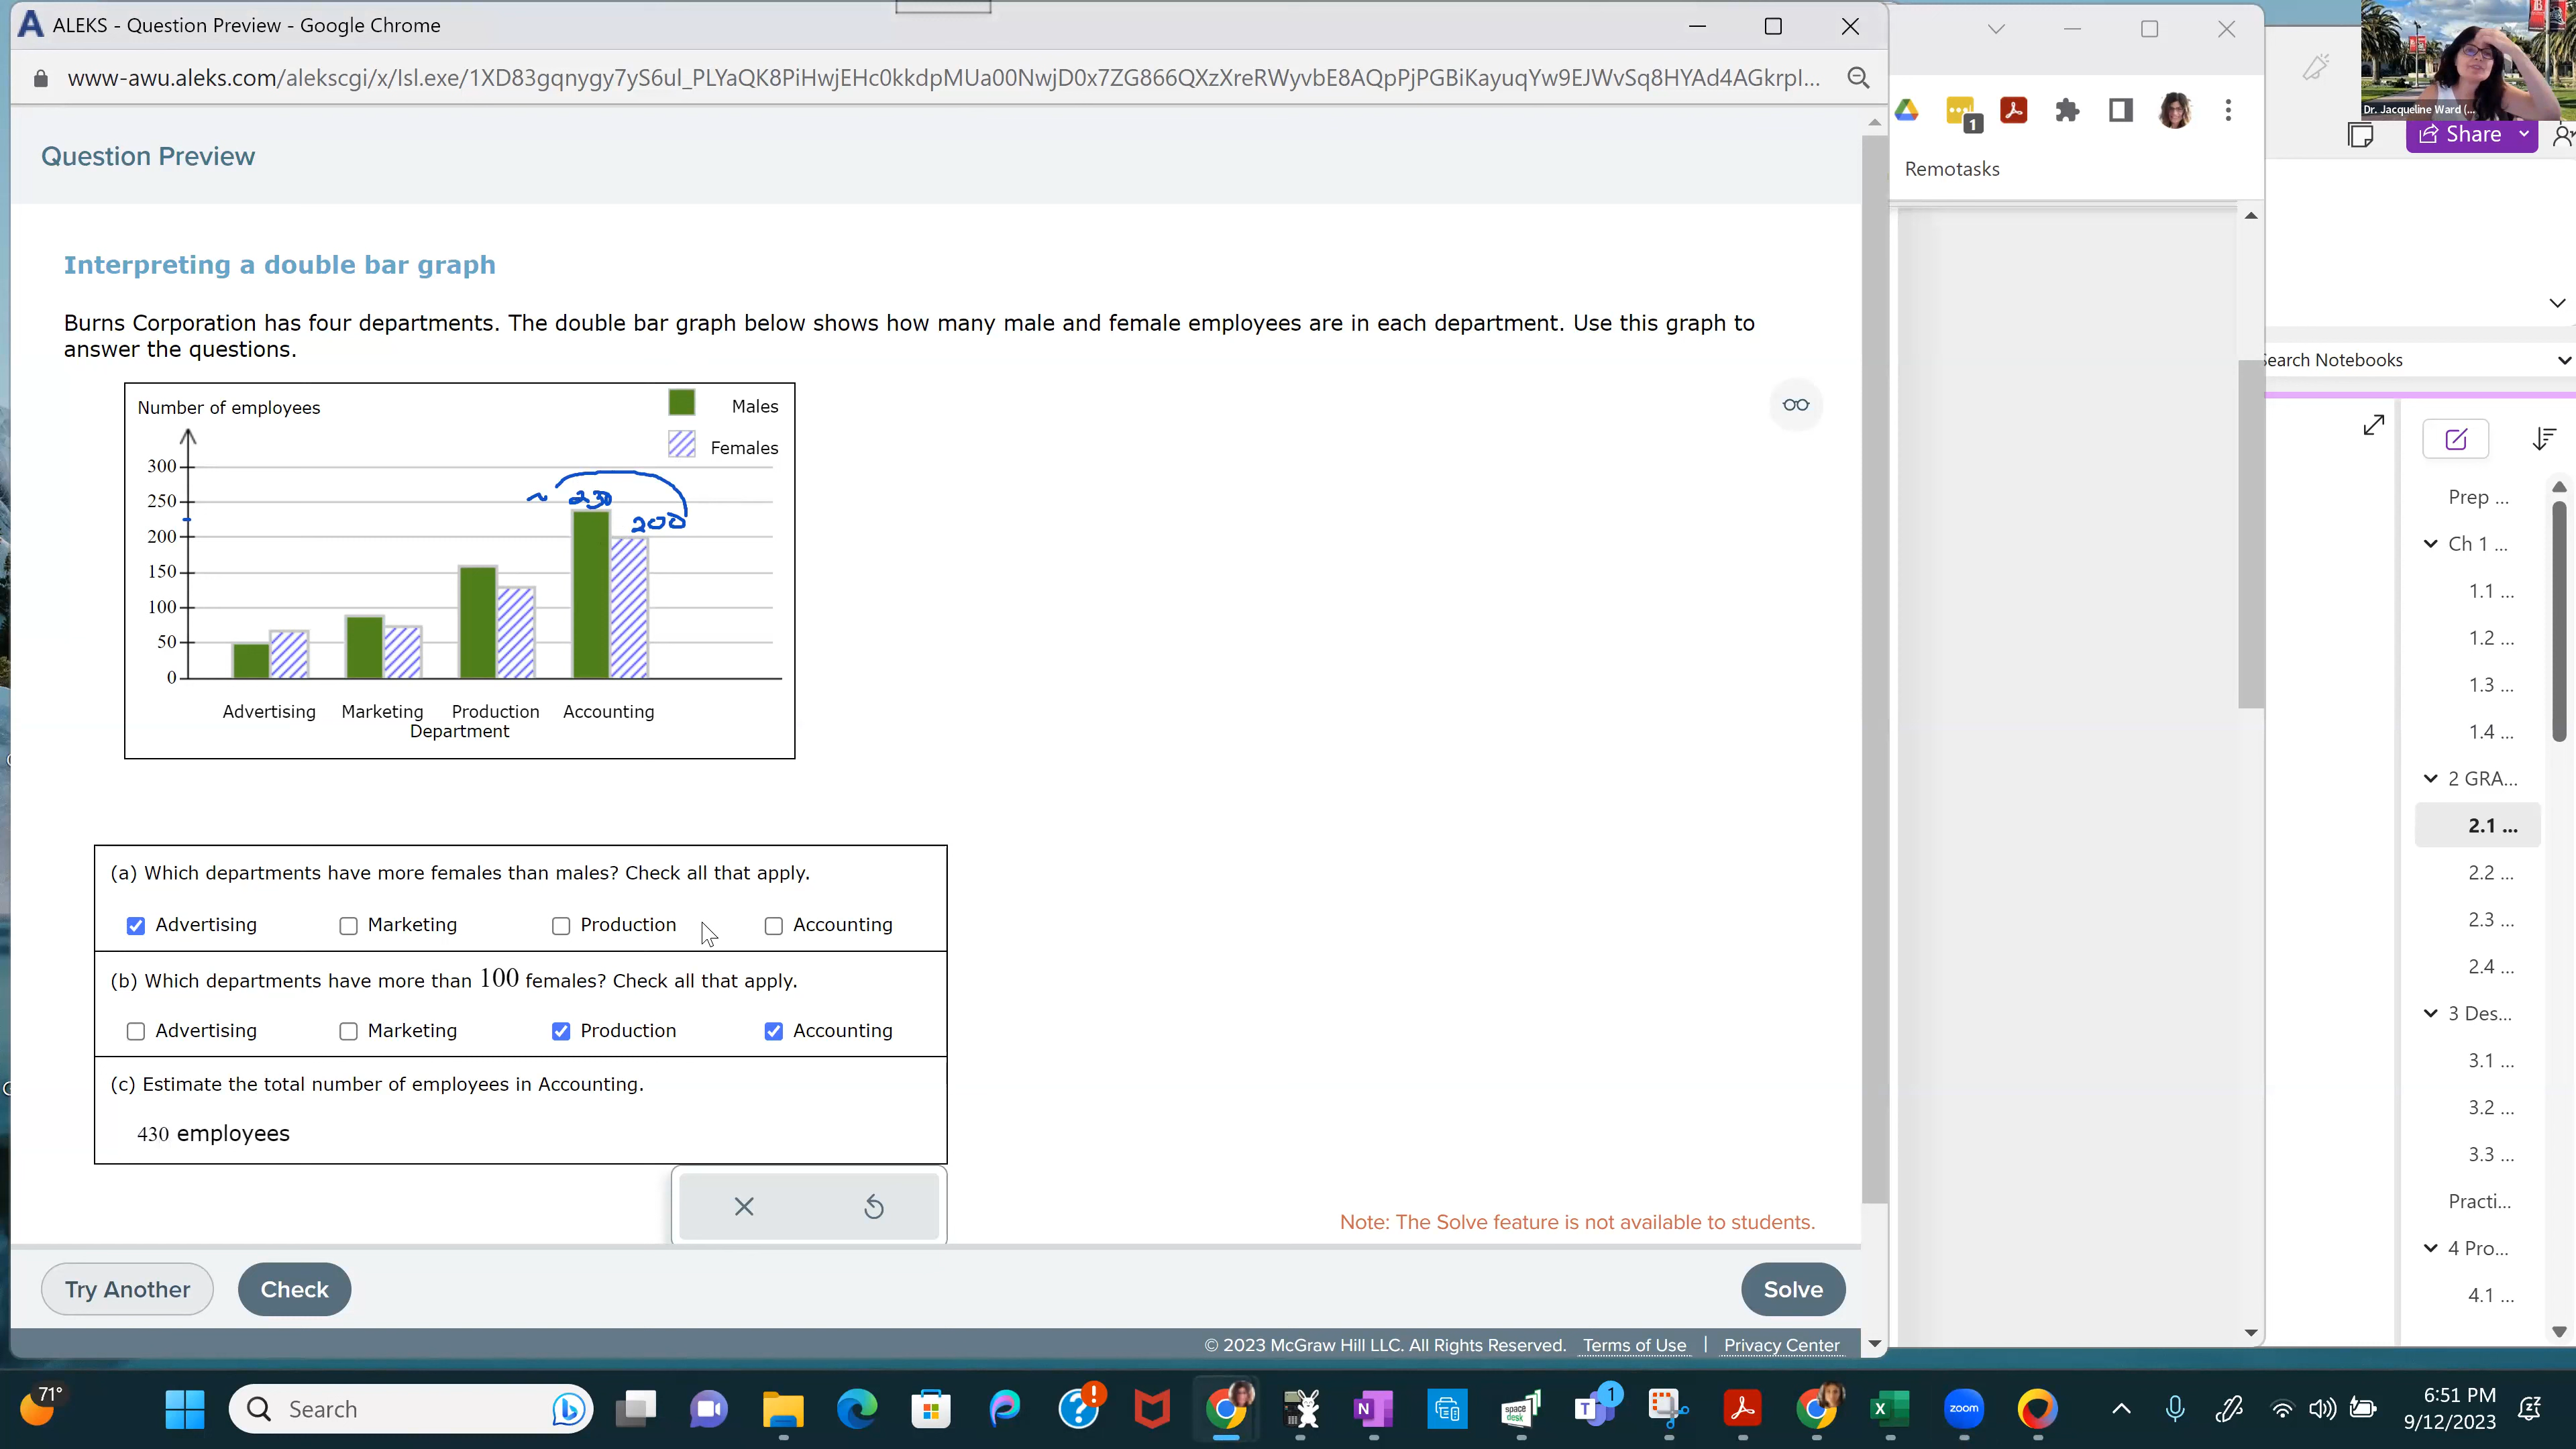 ALEKS - Question Preview - Google Chrome
www-awu.aleks.com/alekscgi/x/Isl.exe/1XD83gqnygy7yS6ul_PLYaQK8PiHwjEHc0kkdpMUa00NwjD0x7ZG866QXzXreRWyvbE8AQpPjPGBiKayuqYw9EJWvSq8HYAd4AGkrpI...
Question Preview
Interpreting a double bar graph
Burns Corporation has four departments. The double bar graph below shows how many male and female employees are in each department. Use this graph to
answer the questions.
Number of employees
Males
Females
300
250
200
150
100
50
0
~ 230
200
Advertising Marketing Production Accounting
Department
(a) Which departments have more females than males? Check all that apply.
Advertising Marketing Production Accounting
(b) Which departments have more than 100 females? Check all that apply.
Advertising Marketing Production Accounting
(c) Estimate the total number of employees in Accounting.
430 employees
Note: The Solve feature is not available to students.
Try Another Check Solve
© 2023 McGraw Hill LLC. All Rights Reserved. Terms of Use | Privacy Center
1
Remotasks
Dr. Jacqueline Ward (...
Share
Search Notebooks
Prep ...
Ch 1 ...
1.1 ...
1.2 ...
1.3 ...
1.4 ...
2 GRA...
2.1 ...
2.2 ...
2.3 ...
2.4 ...
3 Des...
3.1 ...
3.2 ...
3.3 ...
Practi...
4 Pro...
4.1 ...
71°
Search
space
desk
1
zoom
6:51 PM
9/12/2023